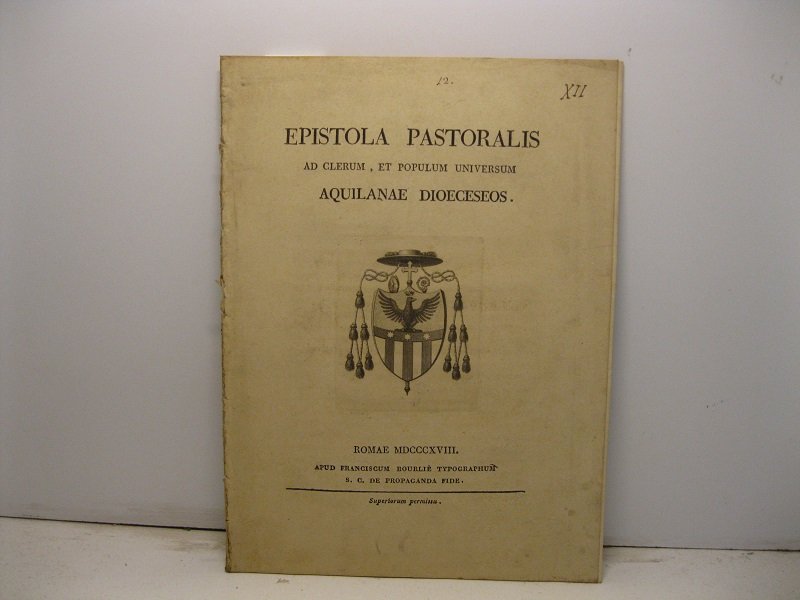 12.
XII
EPISTOLA PASTORALIS
AD CLERUM, ET POPULUM UNIVERSUM
AQUILANAE DIOECESEOS.
ROMAE MDCCCXVIII.
APUD FRANCISCUM BOURLIÈ TYPOGRAPHUM
S. C. DE PROPAGANDA FIDE.
Superiorum permissu.